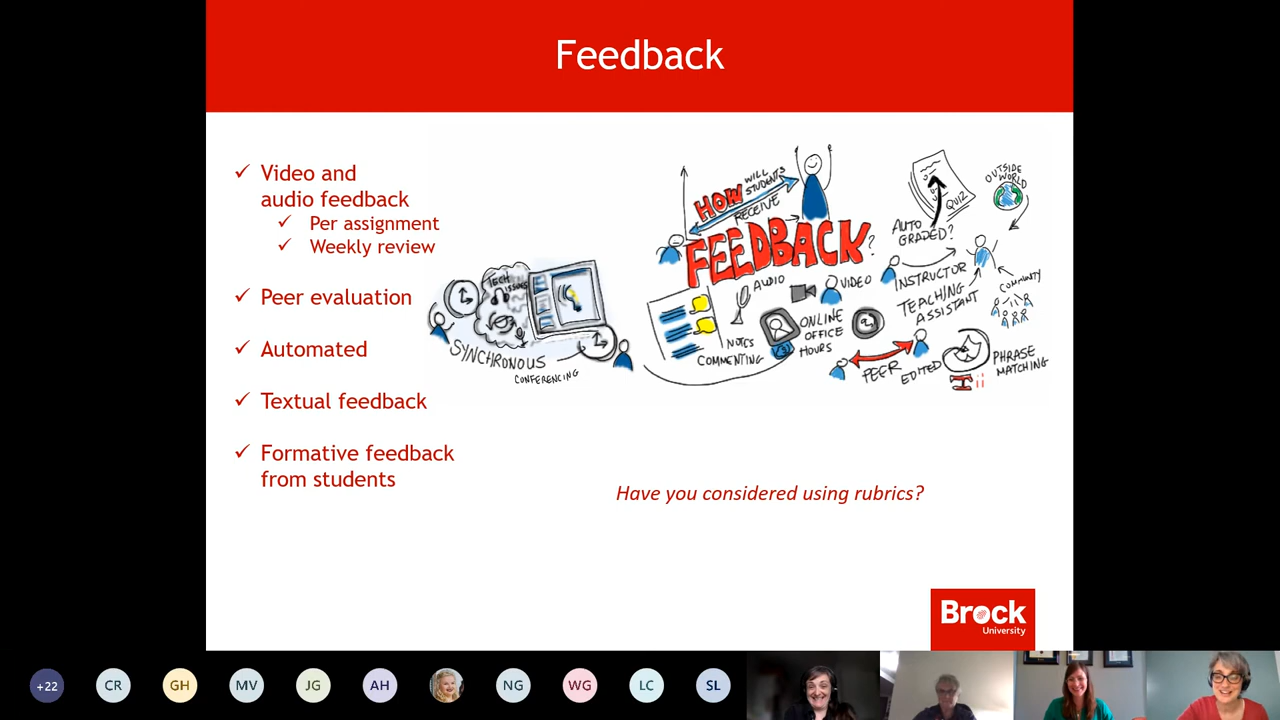 Feedback
✓ Video and
audio feedback
✓ Per assignment
✓ Weekly review
✓ Peer evaluation
✓ Automated
✓ Textual feedback
✓ Formative feedback
from students
TECH
ISSUES
SYNCHRONOUS
CONFERENCING
HOW
WILL
STUDENTS
RECEIVE
FEEDBACK?
AUDIO
VIDEO
NOTES
COMMENTING
ONLINE
OFFICE
HOURS
AUTO
GRADED?
QUIZ
OUTSIDE
WORLD
INSTRUCTOR
TEACHING
ASSISTANT
COMMUNITY
PEER
EDITED
PHRASE
MATCHING
Have you considered using rubrics?
Brock
University
+22
CR
GH
MV
JG
AH
NG
WG
LC
SL